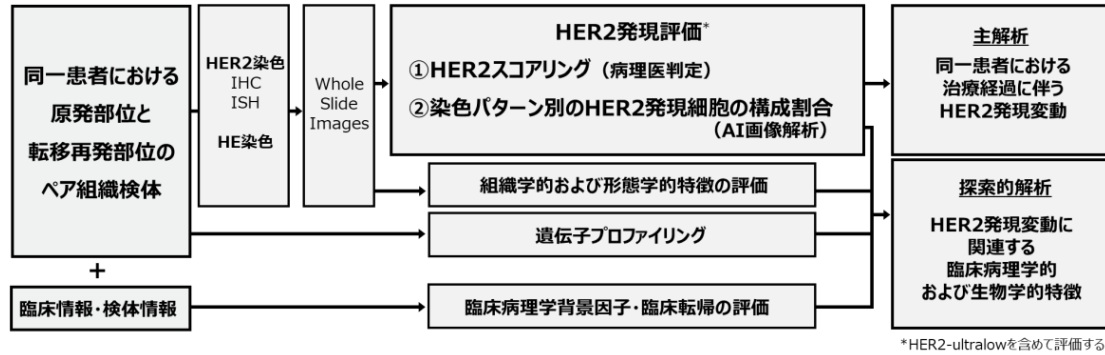 同一患者における
原発部位と
転移再発部位の
ペア組織検体
+
臨床情報・検体情報
HER2染色
IHC
ISH
HE染色
Whole
Slide
Images
HER2発現評価*
①HER2スコアリング（病理医判定）
②染色パターン別のHER2発現細胞の構成割合
（AI画像解析）
組織学的および形態学的特徴の評価
遺伝子プロファイリング
臨床病理学背景因子・臨床転帰の評価
主解析
同一患者における
治療経過に伴う
HER2発現変動
探索的解析
HER2発現変動に
関連する
臨床病理学的
および生物学的特徴
*HER2-ultralowを含めて評価する